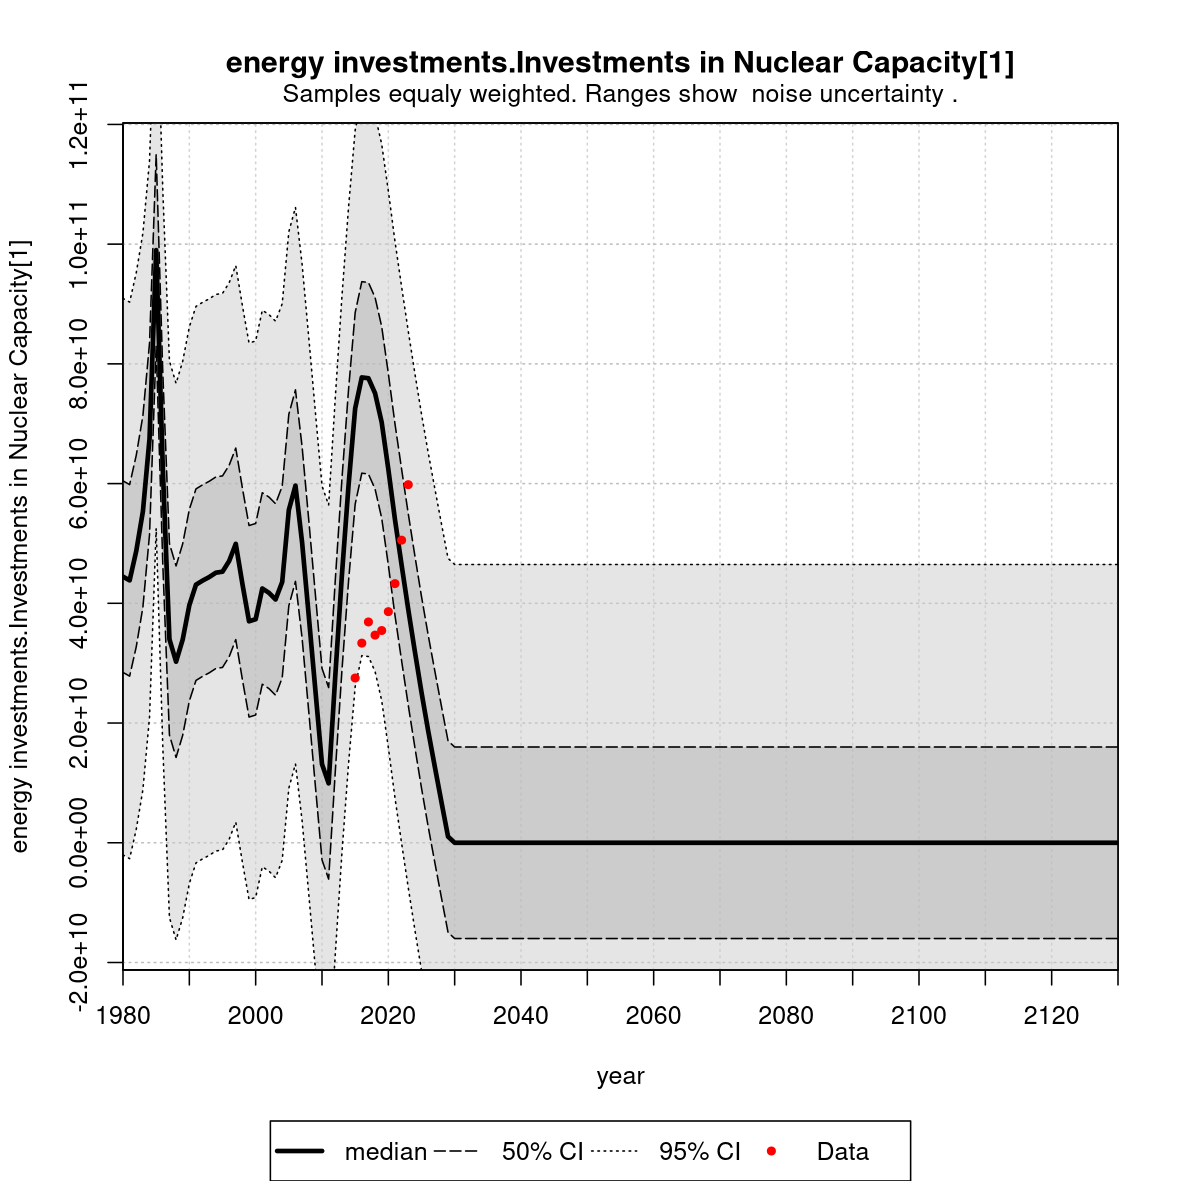 energy investments.Investments in Nuclear Capacity[1]
Samples equaly weighted. Ranges show  noise uncertainty .
energy investments.Investments in Nuclear Capacity[1]
1.2e+11
1.0e+11
8.0e+10
6.0e+10
4.0e+10
2.0e+10
0.0e+00
-2.0e+10
1980 2000 2020 2040 2060 2080 2100 2120
year
median 50% CI 95% CI Data